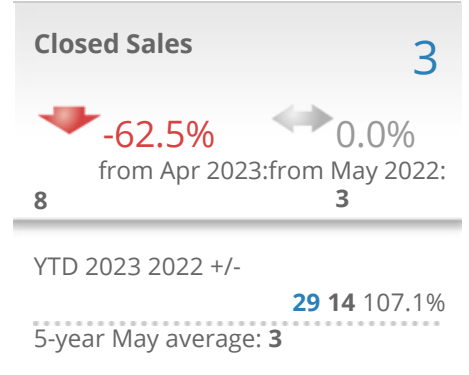 Closed Sales 3
-62.5% 0.0%
from Apr 2023:from May 2022:
8 3
YTD 2023 2022 +/-
29 14 107.1%
5-year May average: 3